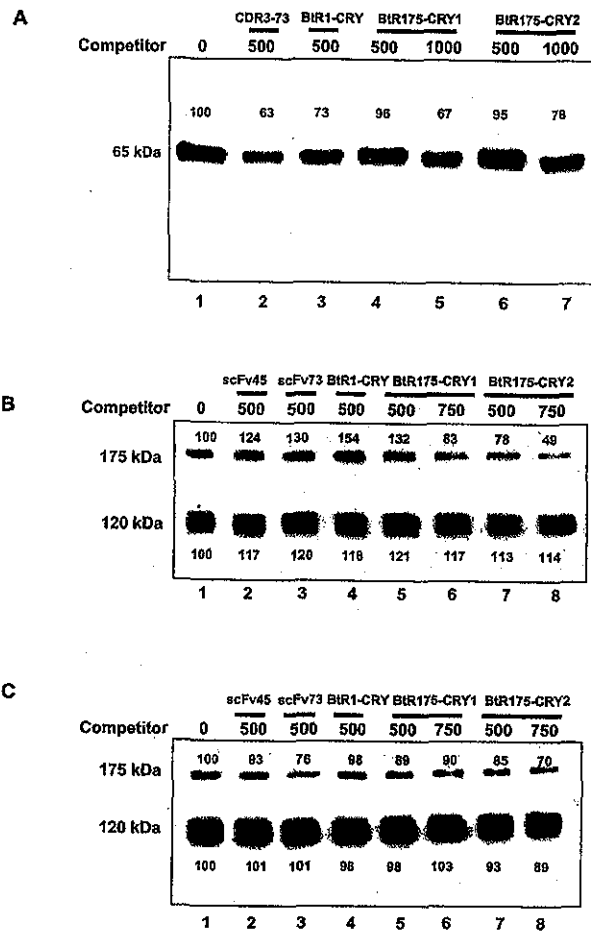 A
CDR3-73 BtR1-CRY BtR175-CRY1 BtR175-CRY2
Competitor 0 500 500 500 1000 500 1000
100 63 73 96 67 95 78
65 kDa
1 2 3 4 5 6 7
B
scFv45 scFv73 BtR1-CRY BtR175-CRY1 BtR175-CRY2
Competitor 0 500 500 500 500 750 500 750
100 124 130 154 132 83 78 49
175 kDa
120 kDa
100 117 120 118 121 117 113 114
1 2 3 4 5 6 7 8
C
scFv45 scFv73 BtR1-CRY BtR175-CRY1 BtR175-CRY2
Competitor 0 500 500 500 500 750 500 750
100 93 76 98 89 90 85 70
175 kDa
120 kDa
100 101 101 98 98 103 93 89
1 2 3 4 5 6 7 8